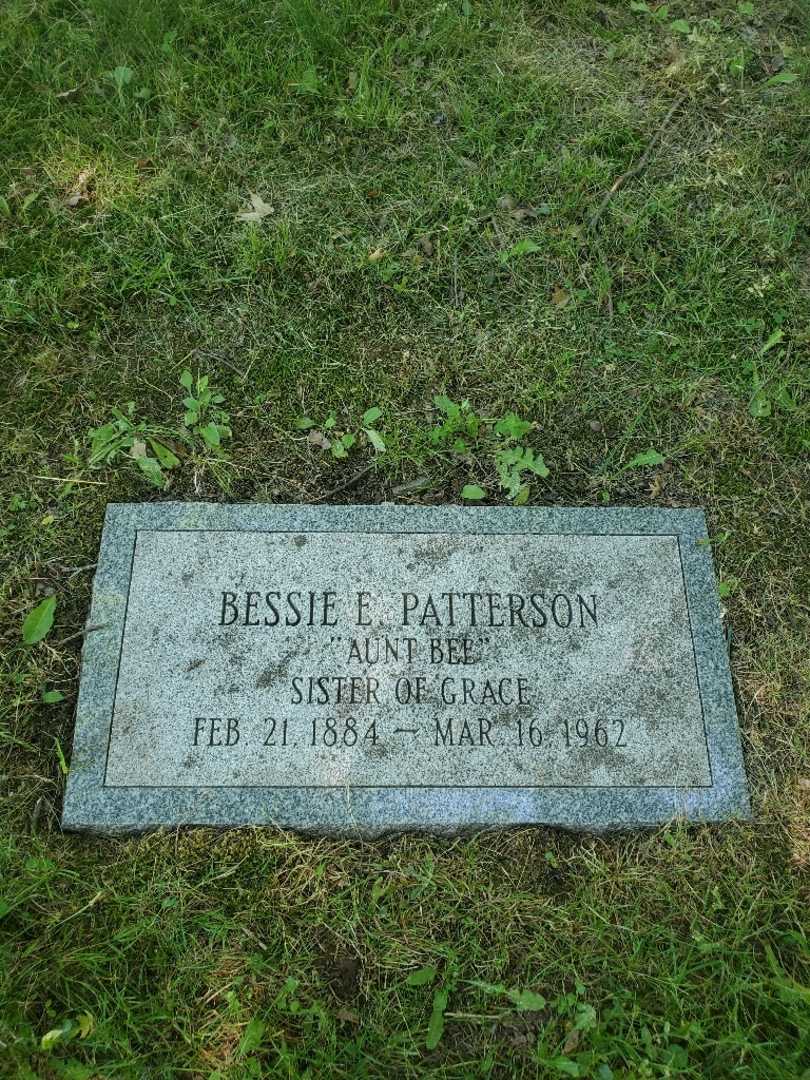 BESSIE E. PATTERSON
"AUNT BEE"
SISTER OF GRACE
FEB. 21, 1884 — MAR. 16, 1962